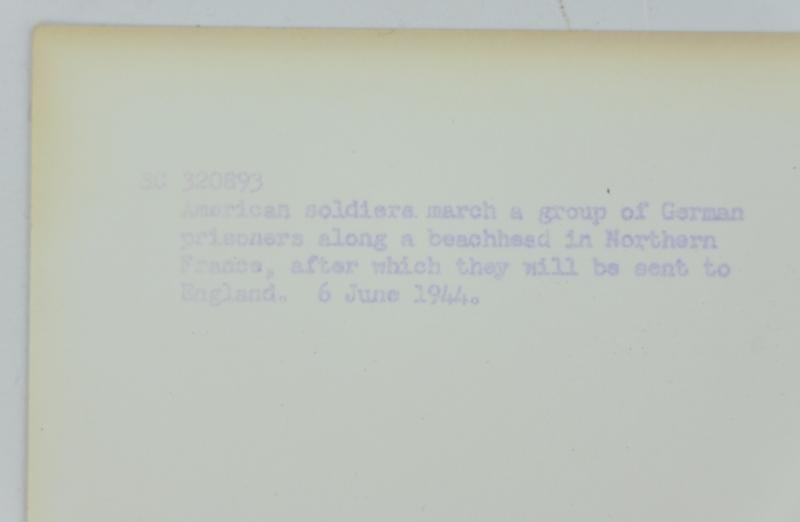 SC 320893
American soldiers march a group of German
prisoners along a beachhead in Northern
France, after which they will be sent to
England. 6 June 1944.